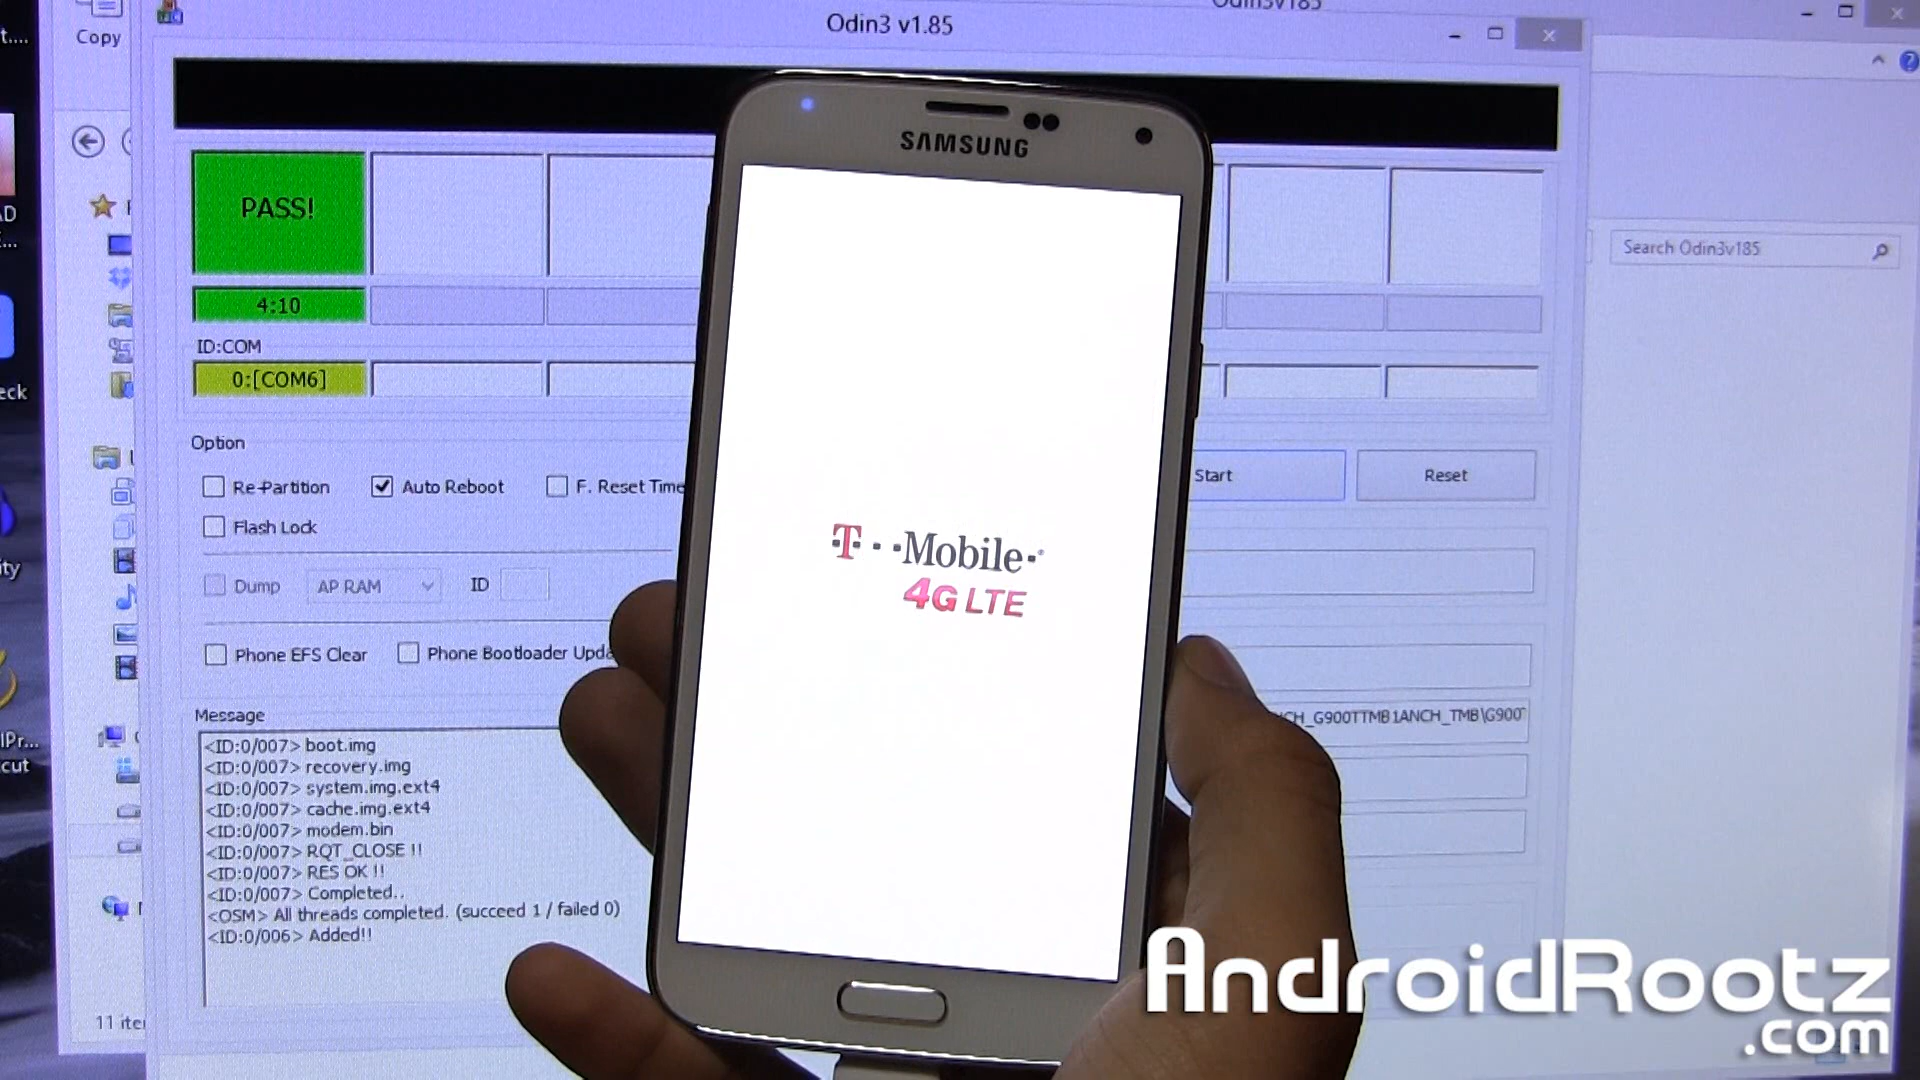 Copy
Odin3 v1.85
SAMSUNG
PASS!
4:10
ID:COM
0:[COM6]
Search Odin3v185
Option
Re-Partition
Auto Reboot
F. Reset Time
Flash Lock
Dump
AP RAM
ID
Phone EFS Clear
Phone Bootloader Upda
Start
Reset
T··Mobile·
4G LTE
Message
<ID:0/007> boot.img
<ID:0/007> recovery.img
<ID:0/007> system.img.ext4
<ID:0/007> cache.img.ext4
<ID:0/007> modem.bin
<ID:0/007> RQT_CLOSE !!
<ID:0/007> RES OK !!
<ID:0/007> Completed..
<OSM> All threads completed. (succeed 1 / failed 0)
<ID:0/006> Added!!
CH_G900TTMB1ANCH_TMB\G900T
AndroidRootz
.com